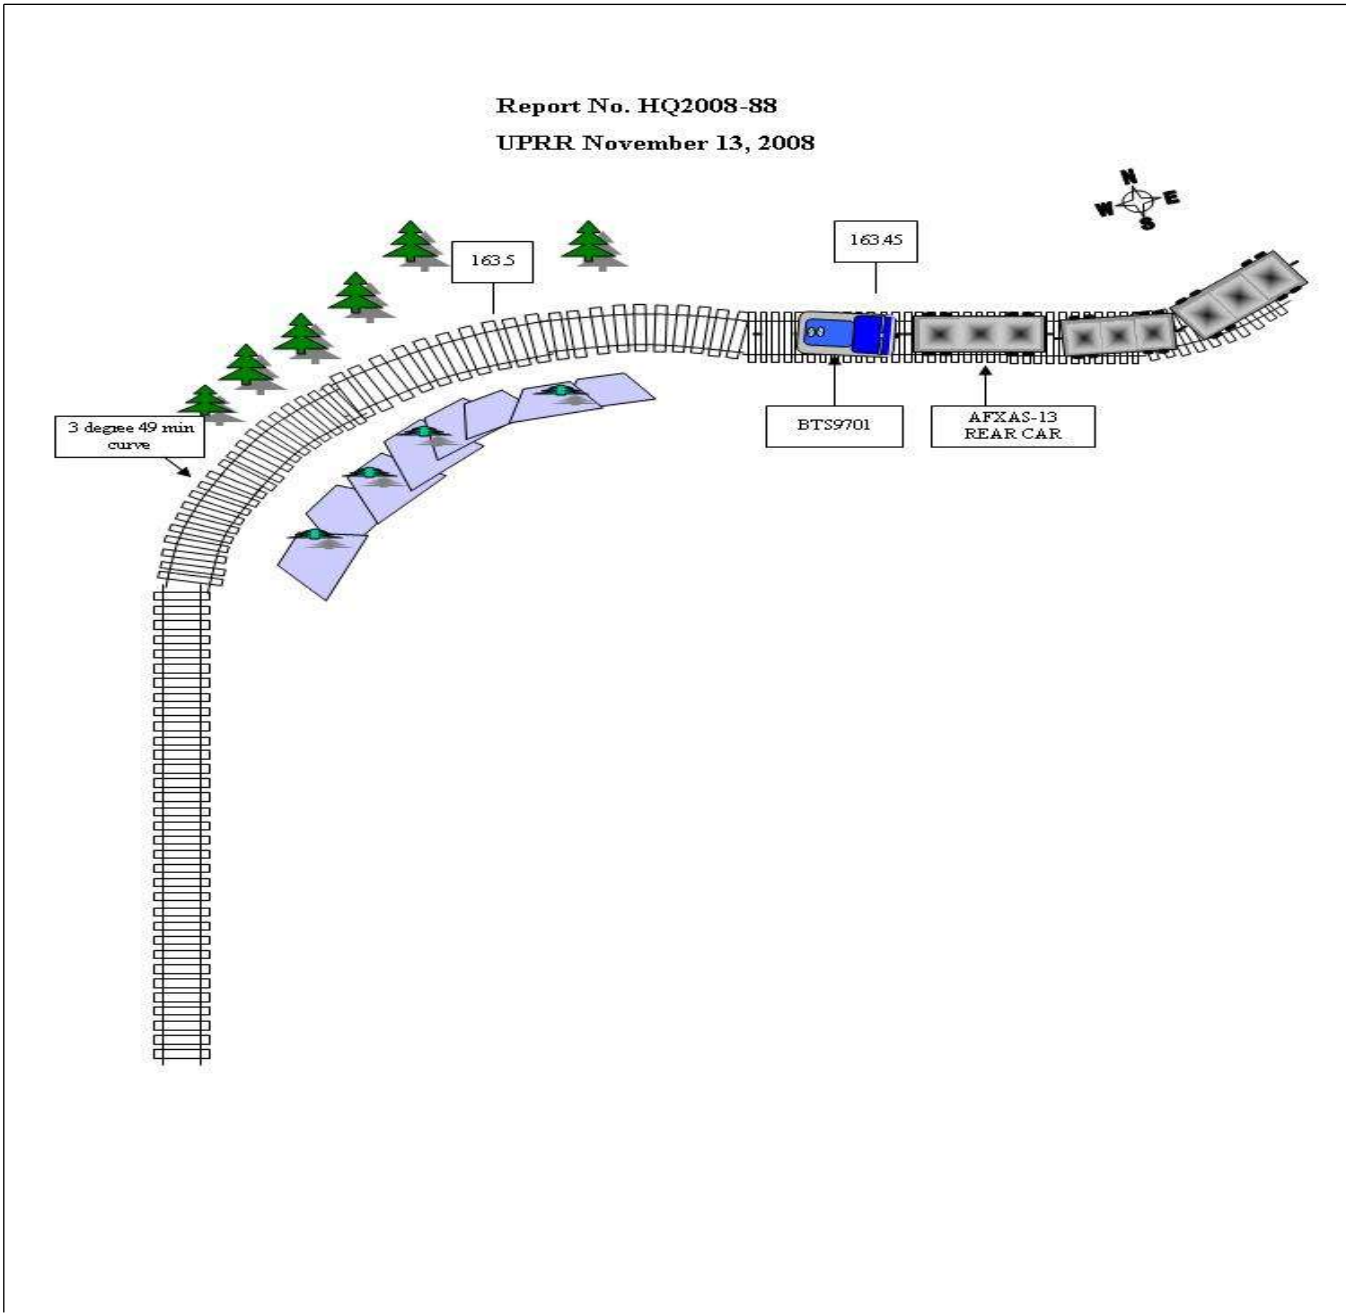 Report No. HQ2008-88
UPRR November 13, 2008
N
W E
S
163.5
163.45
3 degree 49 min
curve
BTS9701
AFXAS-13
REAR CAR